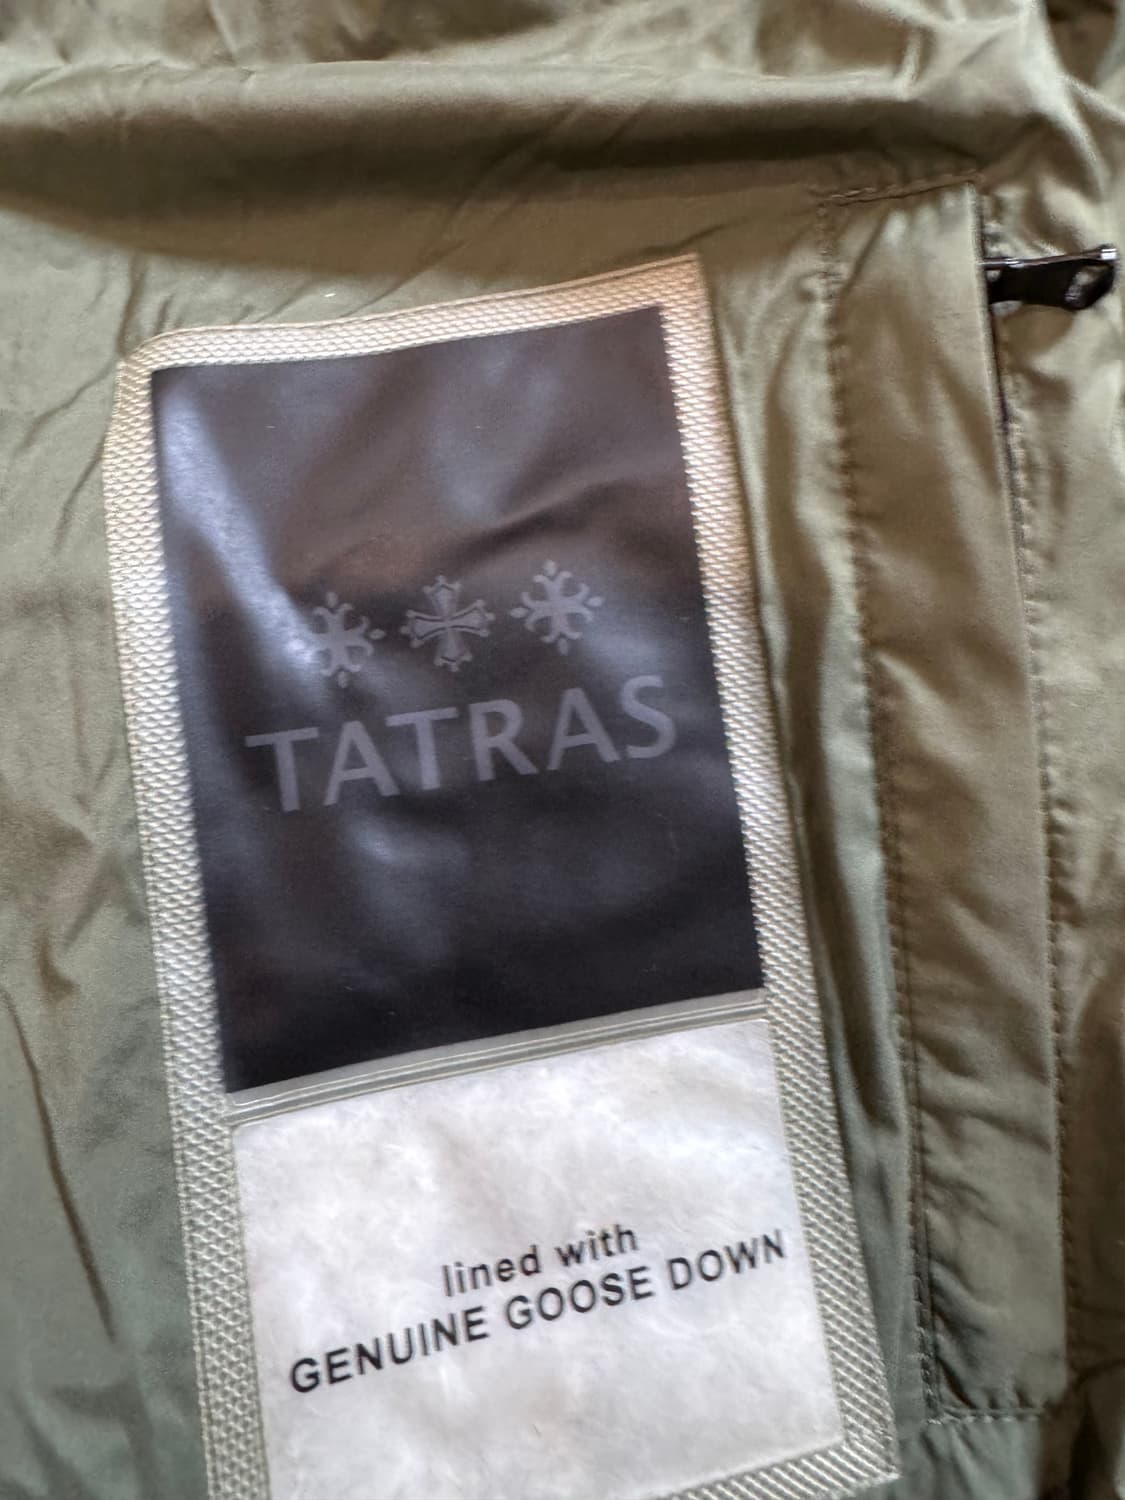 TATRAS
lined with
GENUINE GOOSE DOWN